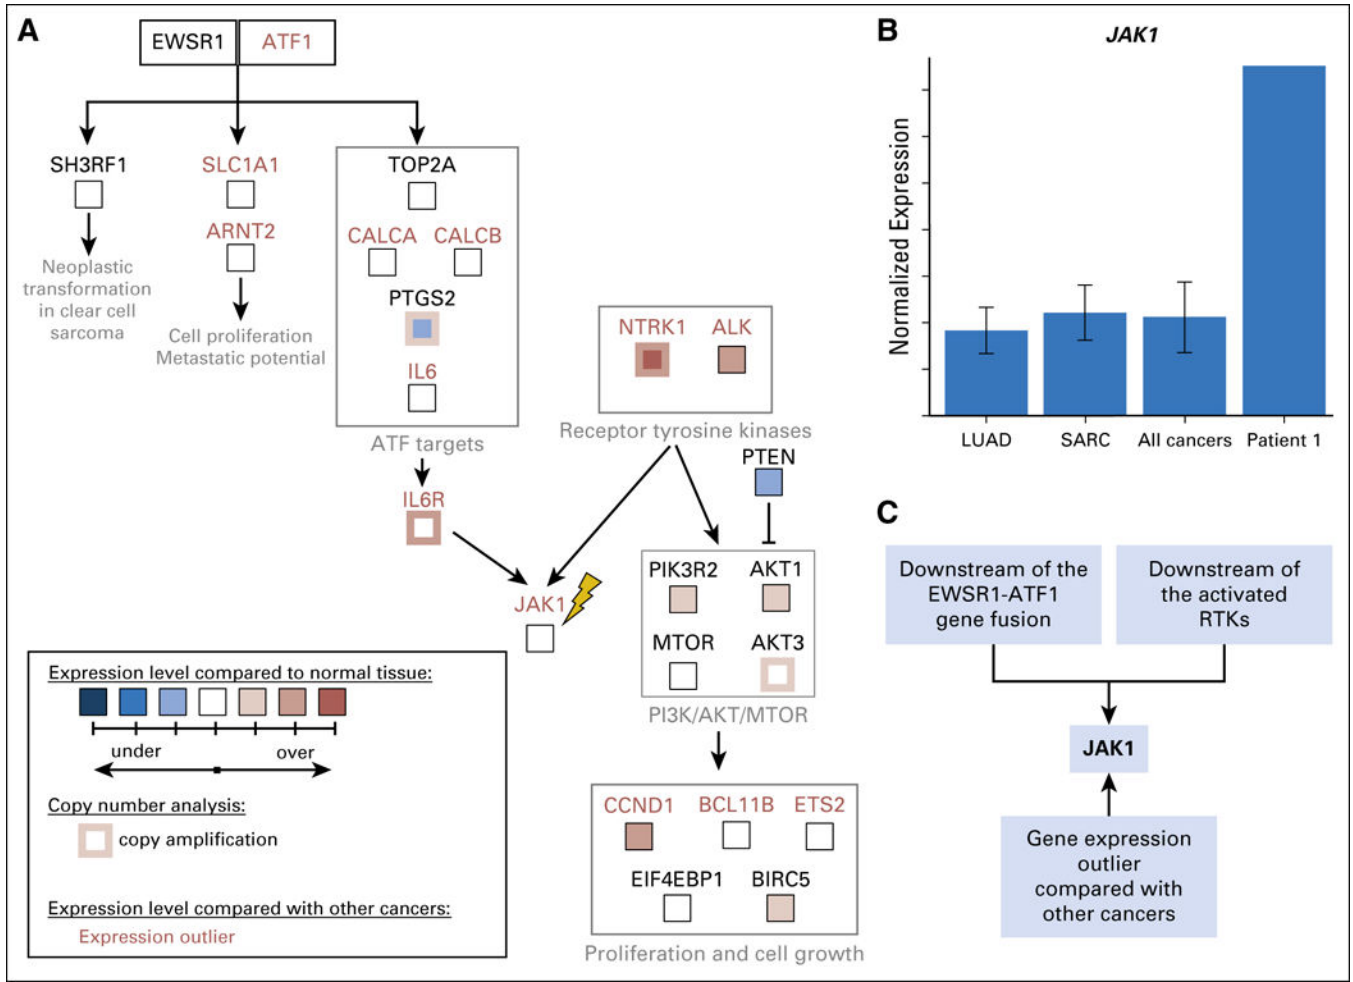 A
EWSR1 ATF1
SH3RF1
Neoplastic
transformation
in clear cell
sarcoma
SLC1A1
ARNT2
Cell proliferation
Metastatic potential
TOP2A
CALCA CALCB
PTGS2
IL6
ATF targets
IL6R
NTRK1 ALK
Receptor tyrosine kinases
PTEN
JAK1
PIK3R2 AKT1
MTOR AKT3
PI3K/AKT/MTOR
CCND1 BCL11B ETS2
EIF4EBP1 BIRC5
Proliferation and cell growth
Expression level compared to normal tissue:
under over
Copy number analysis:
copy amplification
Expression level compared with other cancers:
Expression outlier
B
JAK1
Normalized Expression
LUAD SARC All cancers Patient 1
C
Downstream of the
EWSR1-ATF1
gene fusion
Downstream of
the activated
RTKs
JAK1
Gene expression
outlier
compared with
other cancers